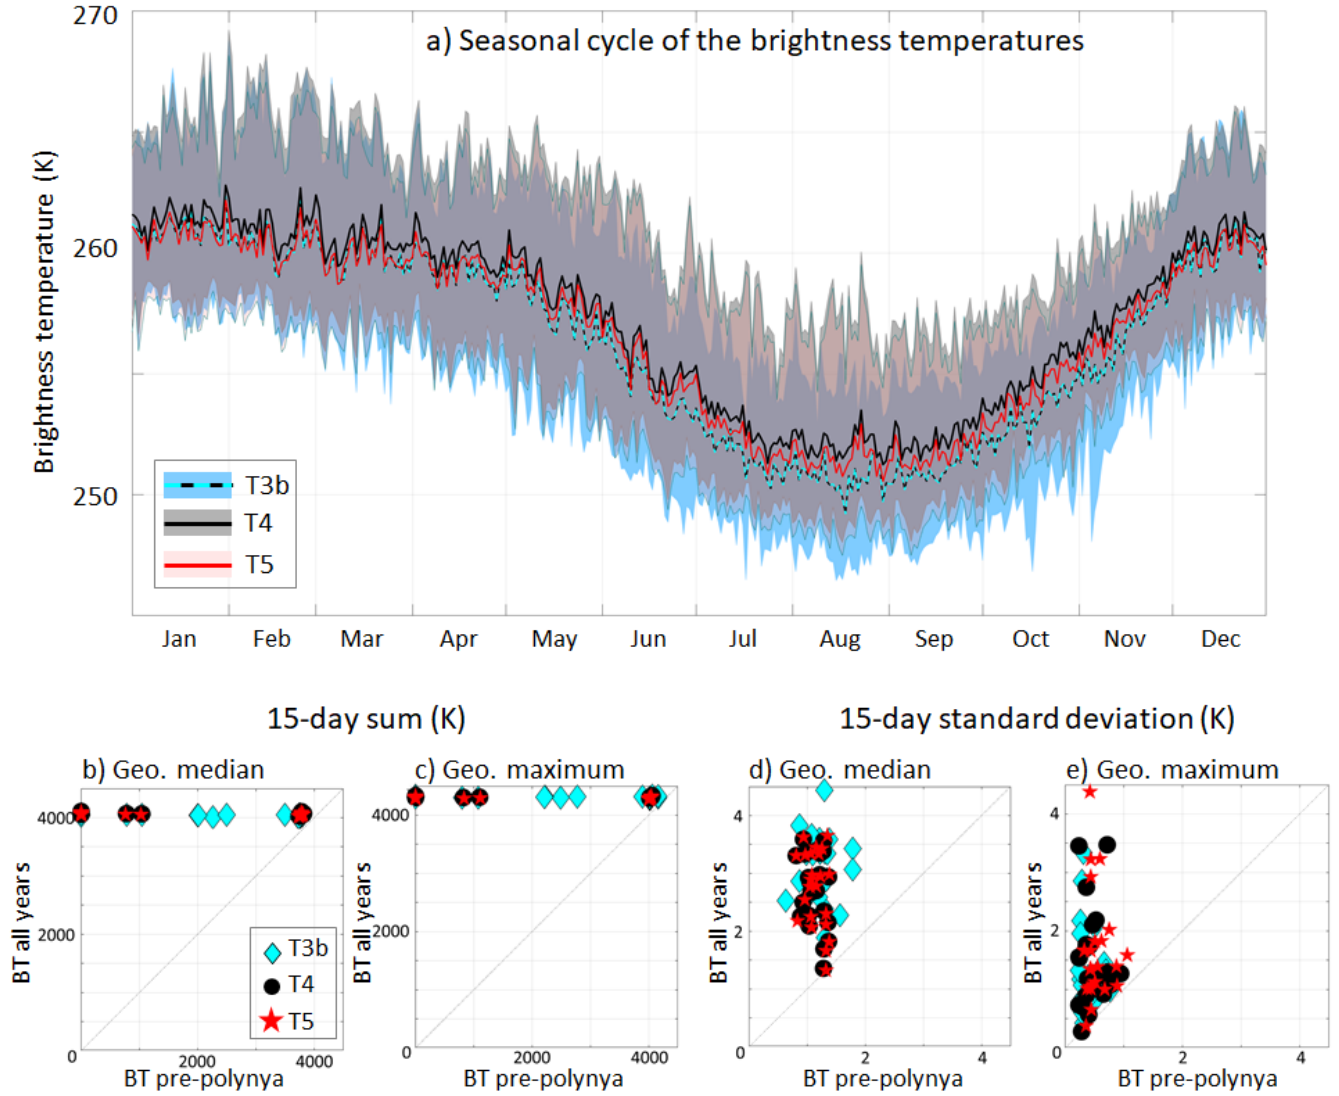 270
a) Seasonal cycle of the brightness temperatures
260
250
Brightness temperature (K)
T3b
T4
T5
Jan Feb Mar Apr May Jun Jul Aug Sep Oct Nov Dec
15-day sum (K)
15-day standard deviation (K)
b) Geo. median
c) Geo. maximum
d) Geo. median
e) Geo. maximum
4000
2000
0
BT all years
T3b
T4
T5
2000 4000
BT pre-polynya
4000
2000
0
BT all years
2000 4000
BT pre-polynya
4
2
0
BT all years
2 4
BT pre-polynya
4
2
0
BT all years
2 4
BT pre-polynya